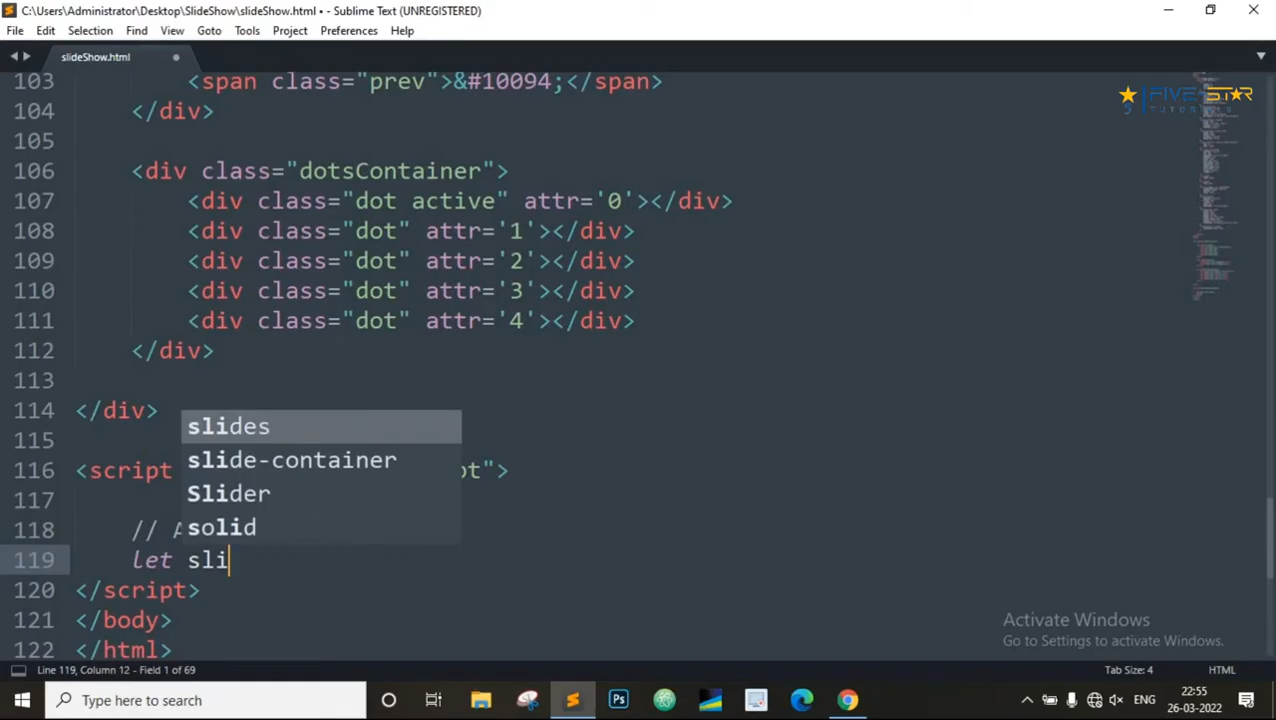 C:\Users\Administrator\Desktop\SlideShow\slideShow.html • - Sublime Text (UNREGISTERED)
File Edit Selection Find View Goto Tools Project Preferences Help
slideShow.html
103 <span class="prev">&#10094;</span>
104 </div>
105
106 <div class="dotsContainer">
107 <div class="dot active" attr='0'></div>
108 <div class="dot" attr='1'></div>
109 <div class="dot" attr='2'></div>
110 <div class="dot" attr='3'></div>
111 <div class="dot" attr='4'></div>
112 </div>
113
114 </div>
115
116 <script pt">
117
118 // A
119 let sli
120 </script>
121 </body>
122 </html>
slides
slide-container
Slider
solid
5 FIVE STAR
Activate Windows
Go to Settings to activate Windows.
Line 119, Column 12 - Field 1 of 69
Tab Size: 4 HTML
Type here to search
Ps
ENG
22:55
26-03-2022